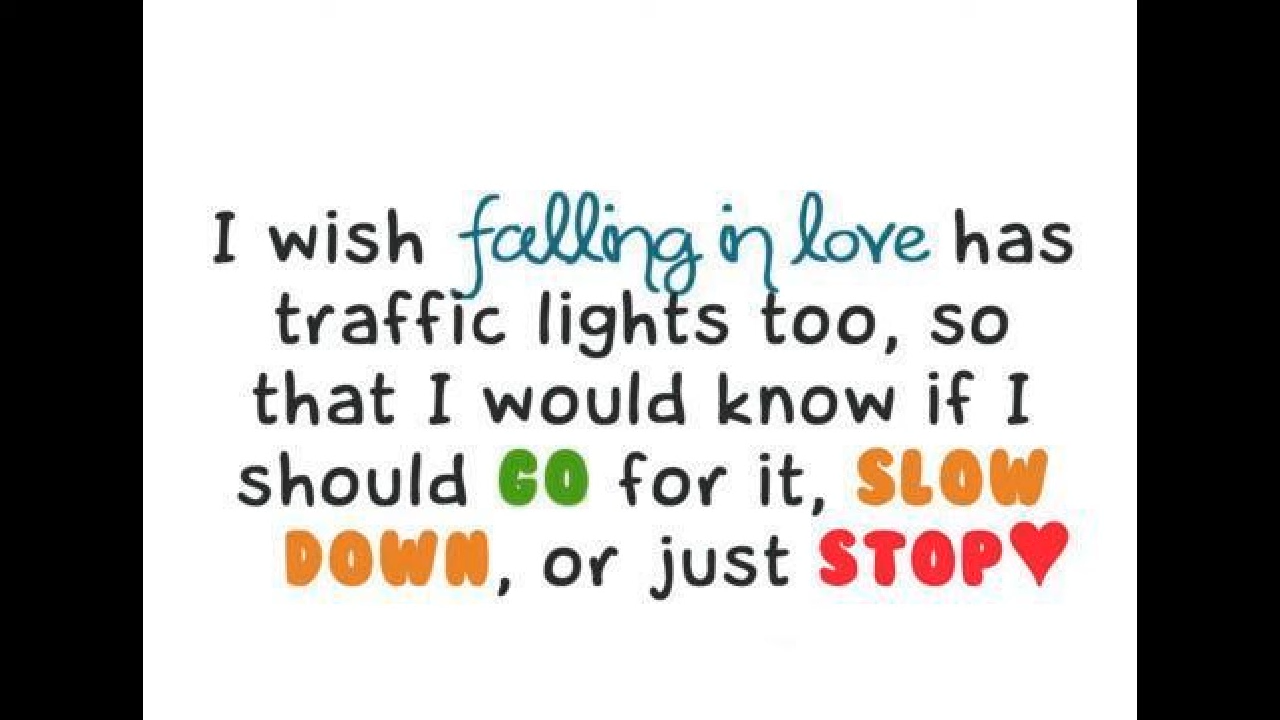 I wish falling in love has
traffic lights too, so
that I would know if I
should GO for it, SLOW
DOWN, or just STOP♥